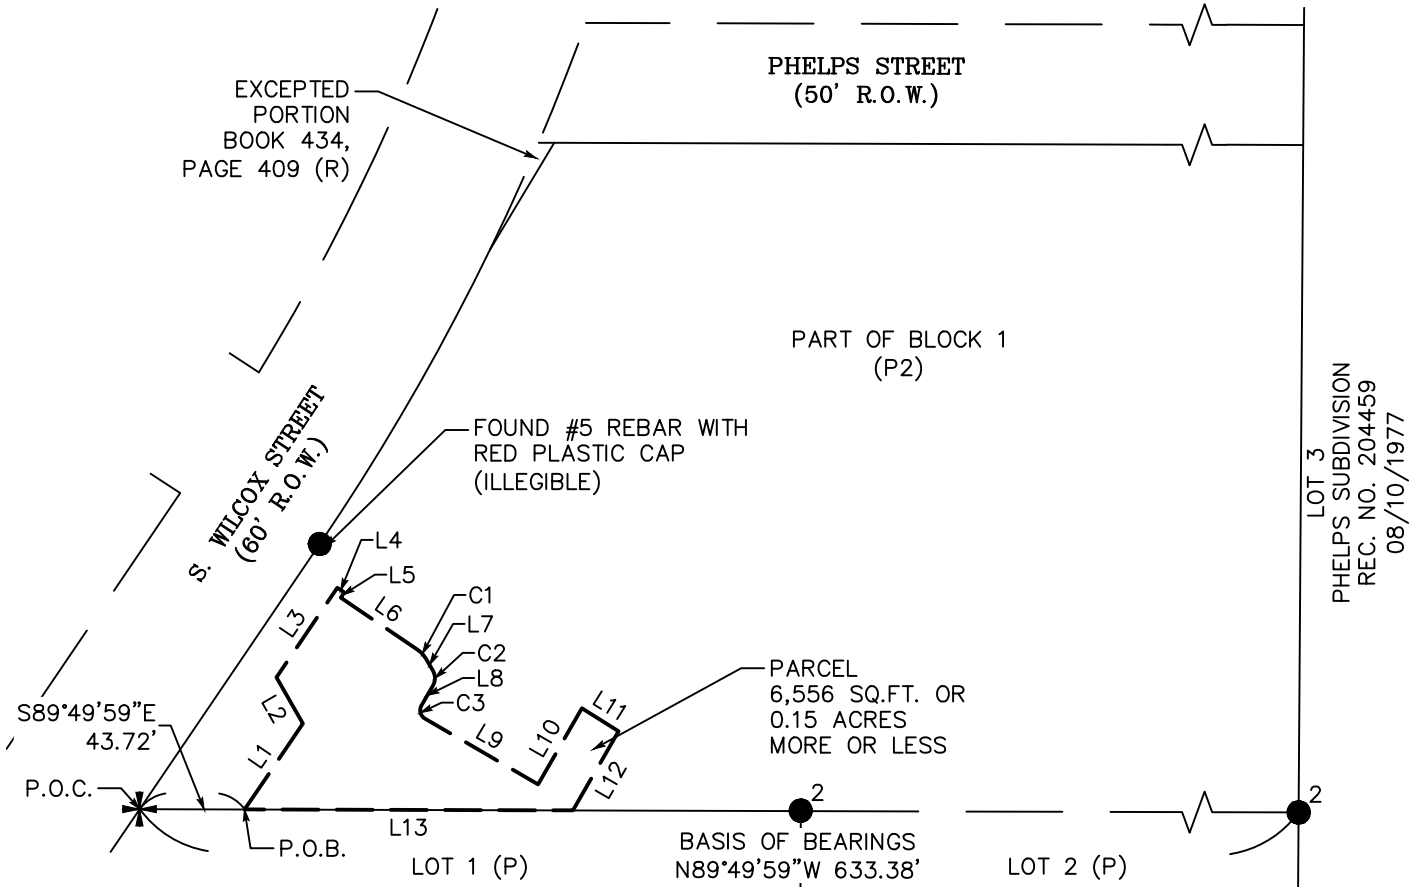 PHELPS STREET
(50' R.O.W.)
EXCEPTED
PORTION
BOOK 434,
PAGE 409 (R)
PART OF BLOCK 1
(P2)
LOT 3
PHELPS SUBDIVISION
REC. NO. 204459
08/10/1977
S. WILCOX STREET
(60' R.O.W.)
FOUND #5 REBAR WITH
RED PLASTIC CAP
(ILLEGIBLE)
L4
L5
L6
L3
C1
L7
C2
L8
C3
L2
L1
L9
L10
L11
L12
PARCEL
6,556 SQ.FT. OR
0.15 ACRES
MORE OR LESS
S89°49'59"E
43.72'
P.O.C.
2
2
L13
P.O.B.
BASIS OF BEARINGS
N89°49'59"W 633.38'
LOT 1 (P)
LOT 2 (P)